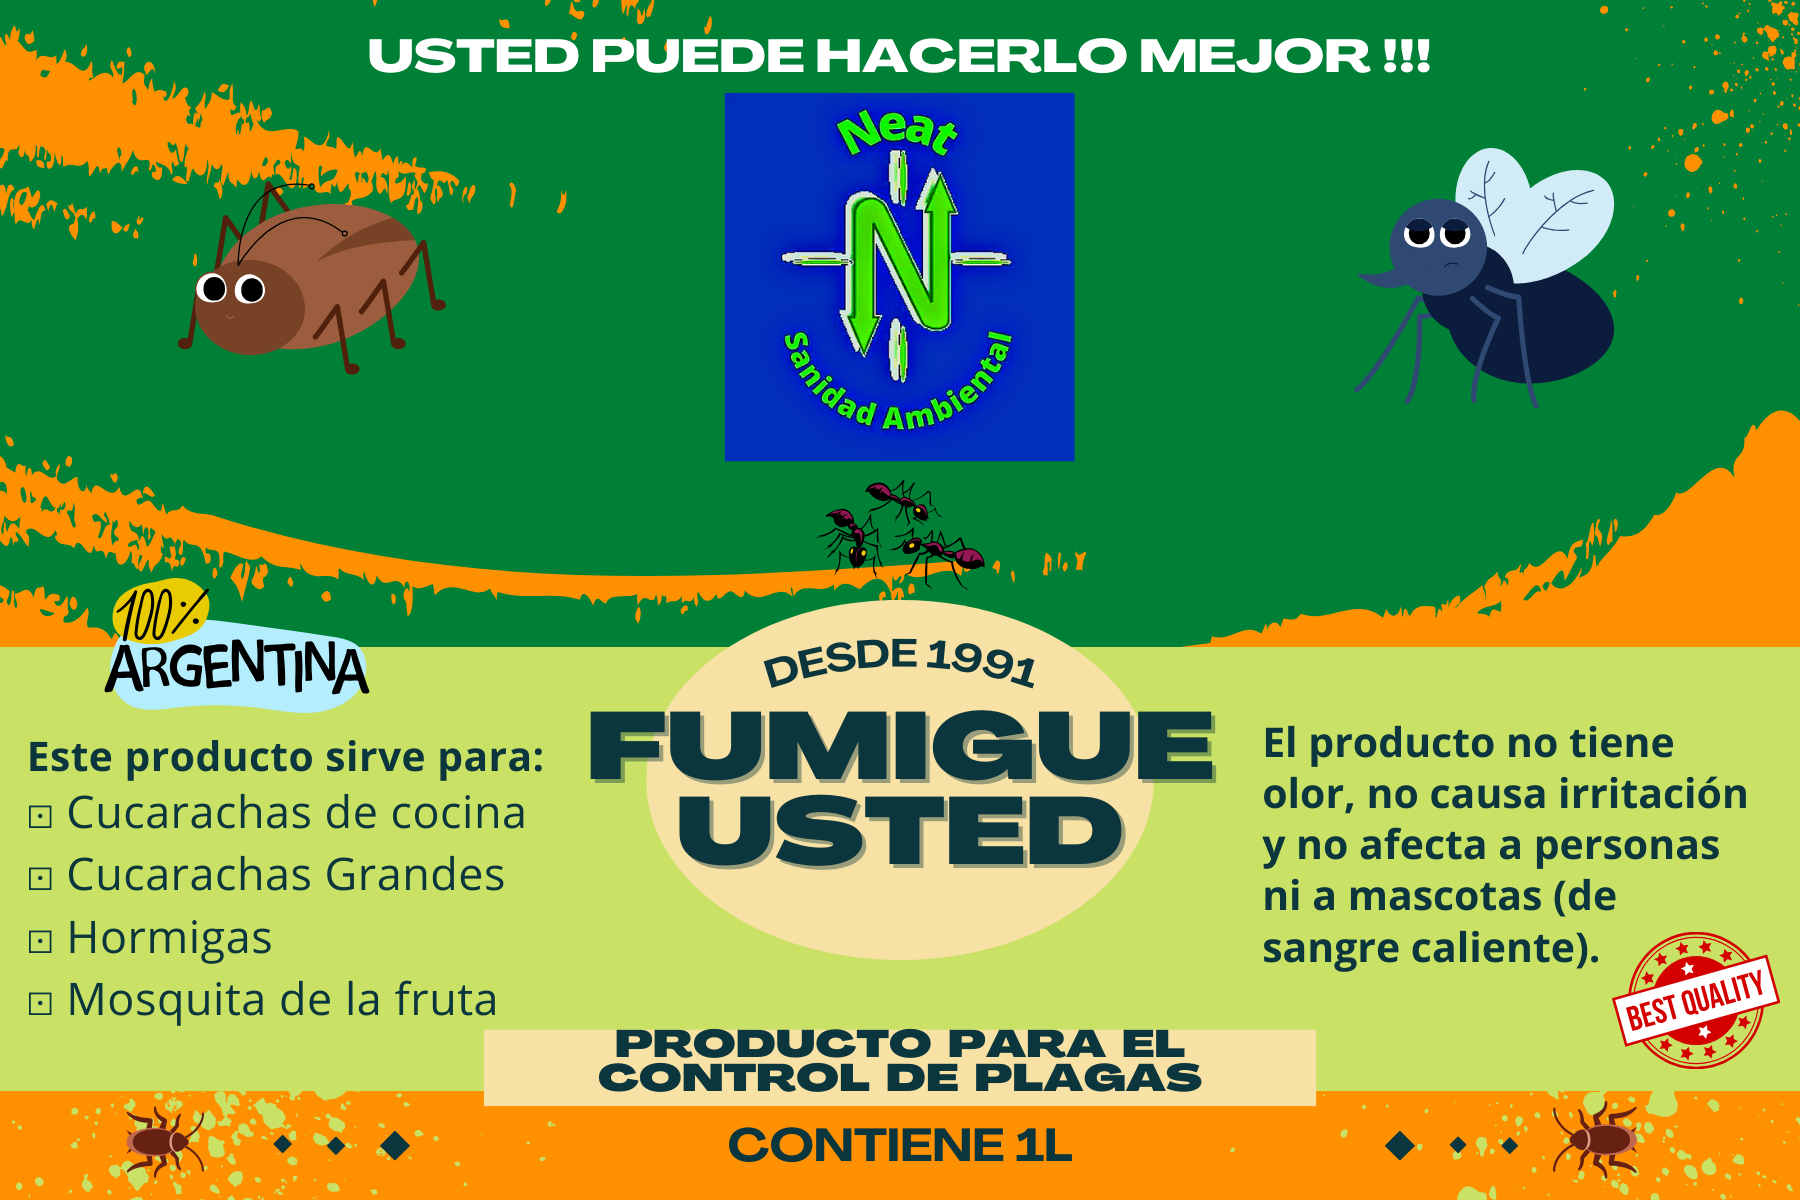 USTED PUEDE HACERLO MEJOR !!!
Neat
N
Sanidad Ambiental
100%
ARGENTINA
DESDE 1991
FUMIGUE
USTED
Este producto sirve para:
⊡ Cucarachas de cocina
⊡ Cucarachas Grandes
⊡ Hormigas
⊡ Mosquita de la fruta
El producto no tiene
olor, no causa irritación
y no afecta a personas
ni a mascotas (de
sangre caliente).
BEST QUALITY
PRODUCTO PARA EL
CONTROL DE PLAGAS
CONTIENE 1L